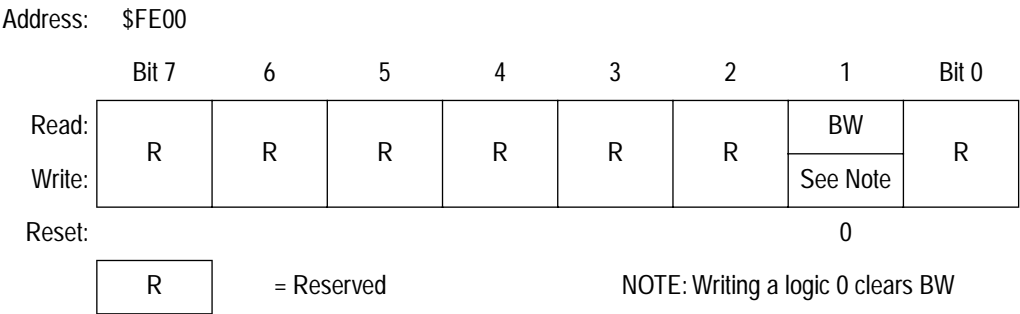 Address: $FE00
Bit 7 6 5 4 3 2 1 Bit 0
Read: R R R R R R BW R
Write: See Note
Reset: 0
R = Reserved NOTE: Writing a logic 0 clears BW